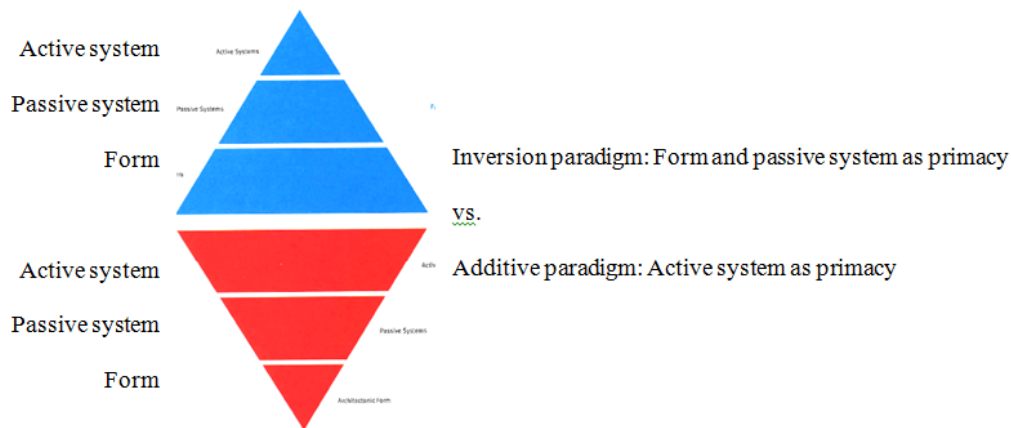 Active system
Active Systems
Passive system
Passive Systems
Form
Inversion paradigm: Form and passive system as primacy
vs.
Active system
Additive paradigm: Active system as primacy
Passive system
Passive Systems
Form
Architectonic Form